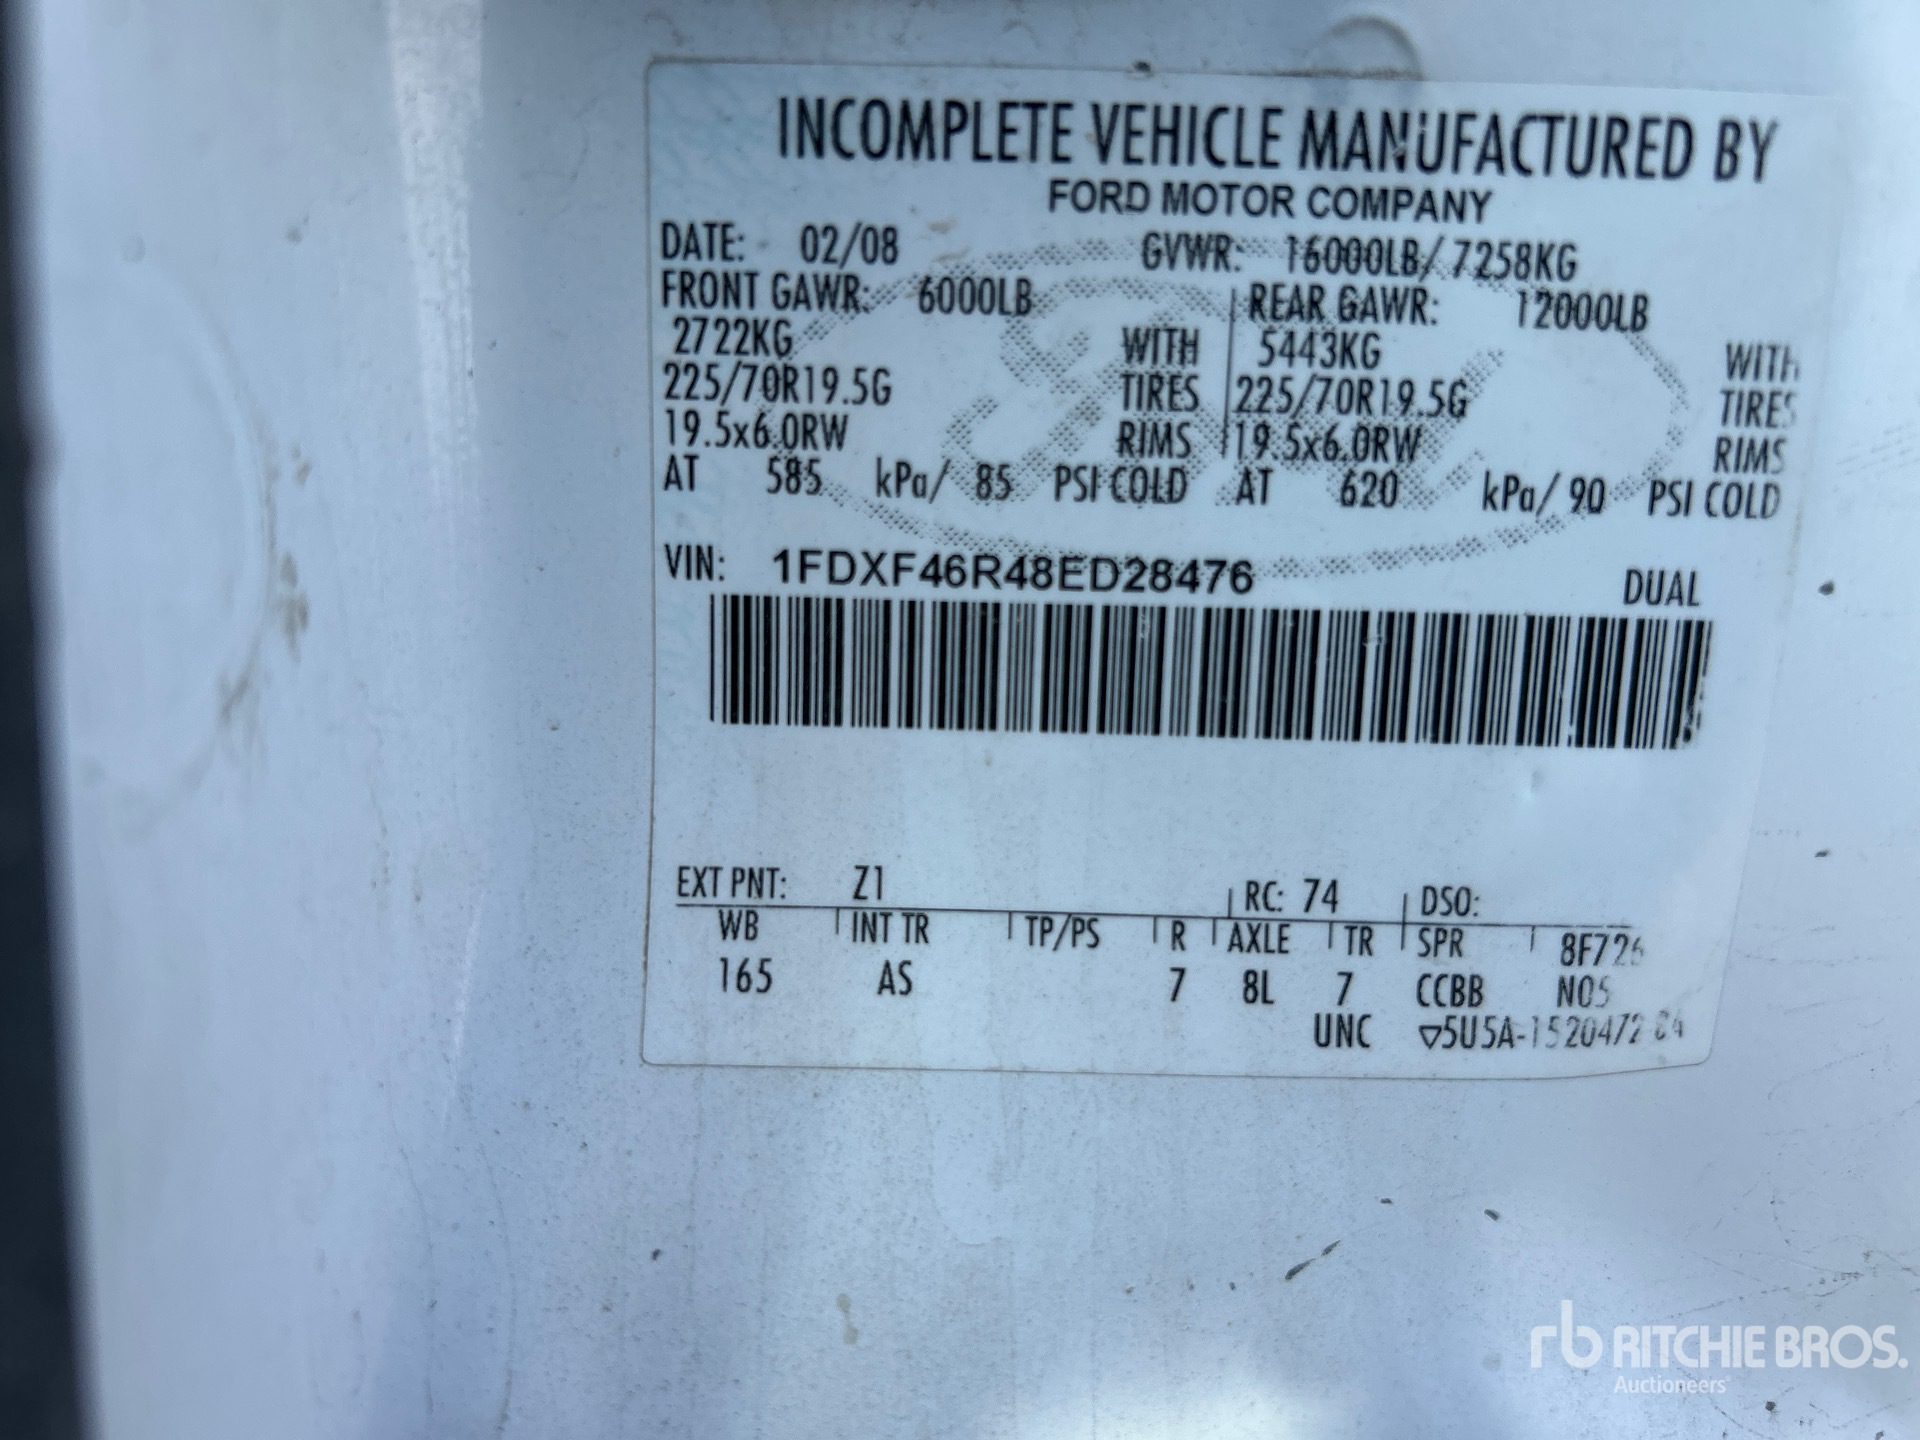 INCOMPLETE VEHICLE MANUFACTURED BY
FORD MOTOR COMPANY
DATE: 02/08 GVWR: 16000LB/ 7258KG
FRONT GAWR: 6000LB REAR GAWR: 12000LB
2722KG WITH 5443KG WITH
225/70R19.5G TIRES 225/70R19.5G TIRES
19.5x6.0RW RIMS 19.5x6.0RW RIMS
AT 585 kPa/ 85 PSI COLD AT 620 kPa/ 90 PSI COLD
VIN: 1FDXF46R48ED28476 DUAL
EXT PNT: Z1 RC: 74 DSO:
WB INT TR TP/PS R AXLE TR SPR 8F726
165 AS 7 8L 7 CCBB N05
UNC ▽5U5A-1520472
rb RITCHIE BROS.
Auctioneers